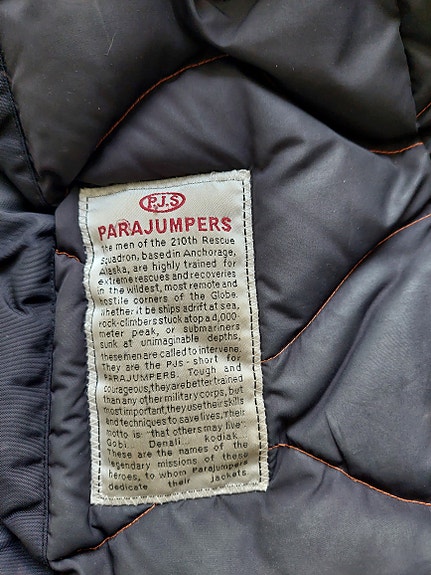 P.J.S
PARAJUMPERS
the men of the 210th Rescue
Squadron, based in Anchorage,
Alaska, are highly trained for
extreme rescues and recoveries
in the wildest, most remote and
hostile corners of the Globe.
Whether it be ships adrift at sea,
rock-climbers stuck atop a 4,000
meter peak, or submariners
sunk at unimaginable depths,
these men are called to intervene.
They are the PJS - short for
PARAJUMPERS. Tough and
courageous, they are better trained
than any other military corps, but
most important, they use their skills
and techniques to save lives. Their
motto is: that others may live
Gobi. Denali. kodiak.
These are the names of the
legendary missions of these
heroes, to whom Parajumpers
dedicate their jackets